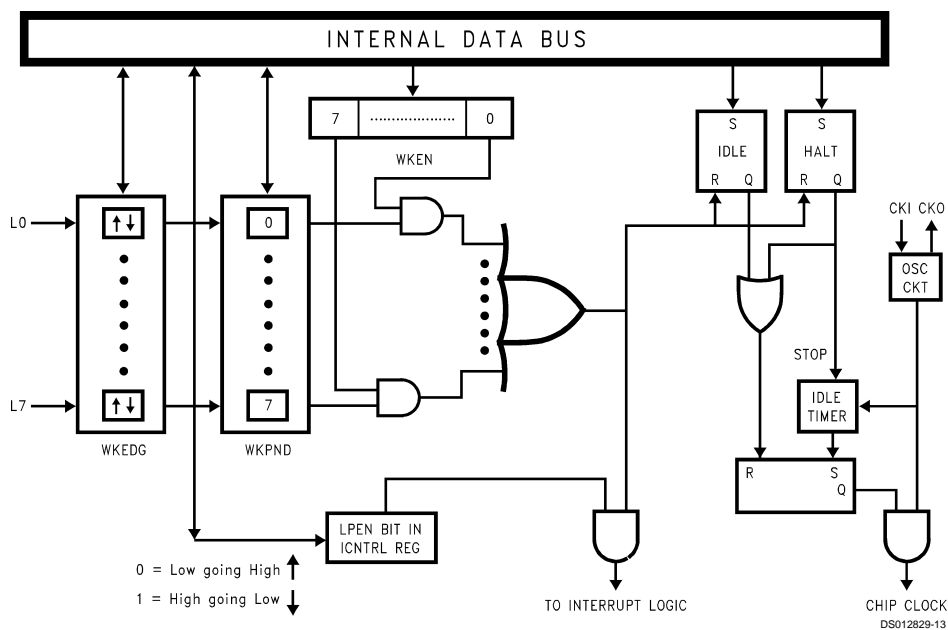 INTERNAL DATA BUS
7 .................... 0
WKEN
S
IDLE
R Q
S
HALT
R Q
CKI CKO
OSC
CKT
L0
0
L7
7
WKEDG
WKPND
STOP
IDLE
TIMER
R S
Q
LPEN BIT IN
ICNTRL REG
0 = Low going High
1 = High going Low
TO INTERRUPT LOGIC
CHIP CLOCK
DS012829-13